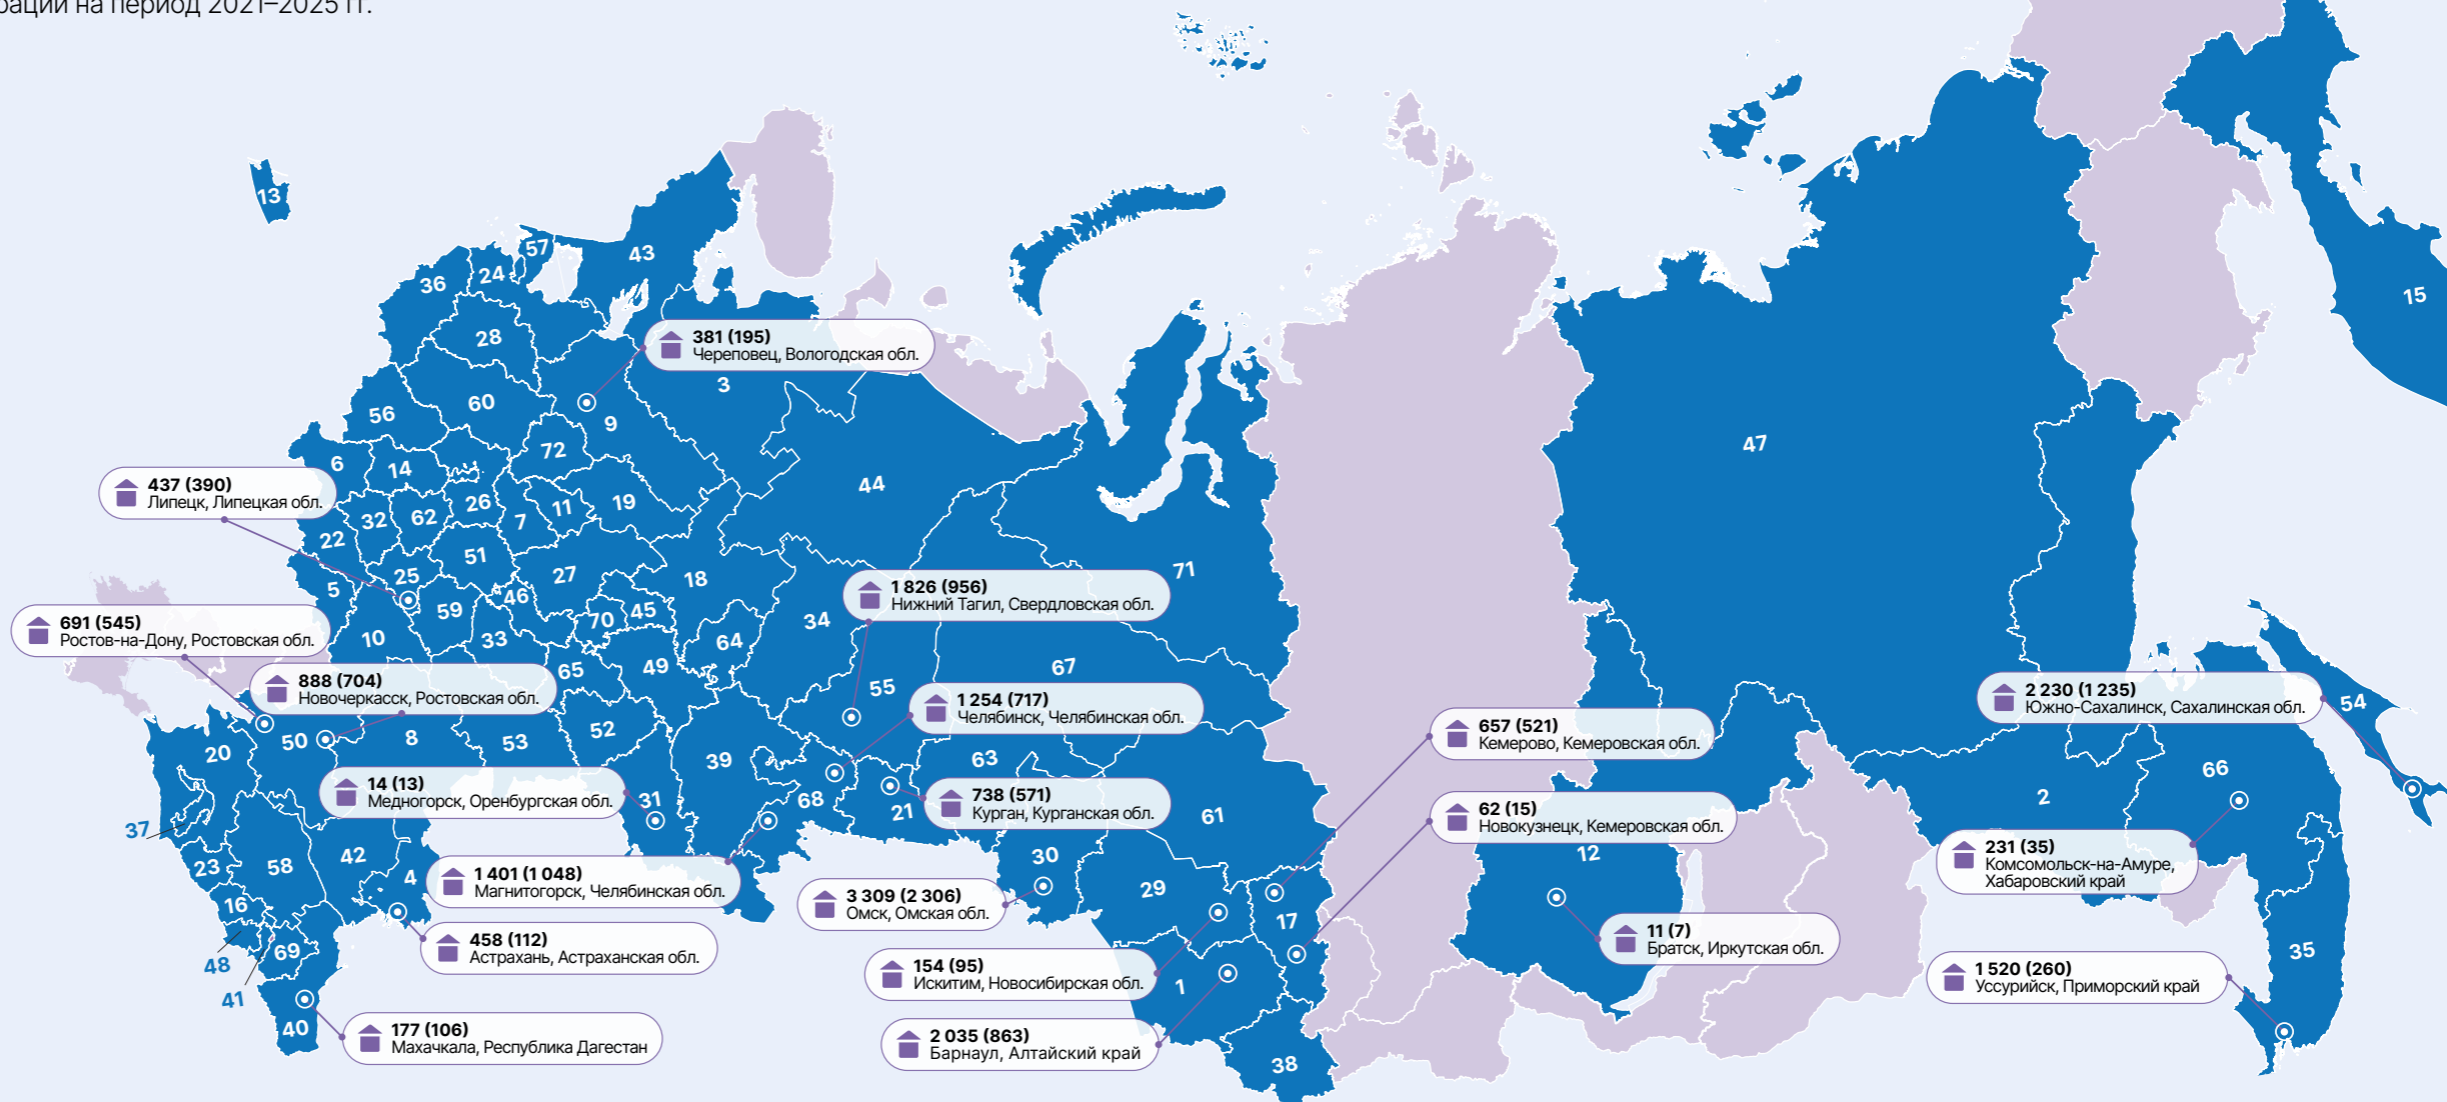 рации на период 2021–2025 гг.
13
57
43
36
24
28
381 (195)
Череповец, Вологодская обл.
3
15
56
60
9
72
47
6
14
44
437 (390)
Липецк, Липецкая обл.
32
62
26
7
11
19
22
51
25
27
18
71
5
59
46
70
45
34
1 826 (956)
Нижний Тагил, Свердловская обл.
691 (545)
Ростов-на-Дону, Ростовская обл.
10
33
64
65
49
67
888 (704)
Новочеркасск, Ростовская обл.
55
1 254 (717)
Челябинск, Челябинская обл.
2 230 (1 235)
Южно-Сахалинск, Сахалинская обл.
54
657 (521)
Кемерово, Кемеровская обл.
20
50
8
53
52
39
63
66
14 (13)
Медногорск, Оренбургская обл.
31
68
21
738 (571)
Курган, Курганская обл.
61
62 (15)
Новокузнецк, Кемеровская обл.
12
2
37
23
58
42
4
30
231 (35)
Комсомольск-на-Амуре,
Хабаровский край
1 401 (1 048)
Магнитогорск, Челябинская обл.
3 309 (2 306)
Омск, Омская обл.
29
17
16
48
69
41
458 (112)
Астрахань, Астраханская обл.
11 (7)
Братск, Иркутская обл.
35
154 (95)
Искитим, Новосибирская обл.
1
1 520 (260)
Уссурийск, Приморский край
40
177 (106)
Махачкала, Республика Дагестан
2 035 (863)
Барнаул, Алтайский край
38